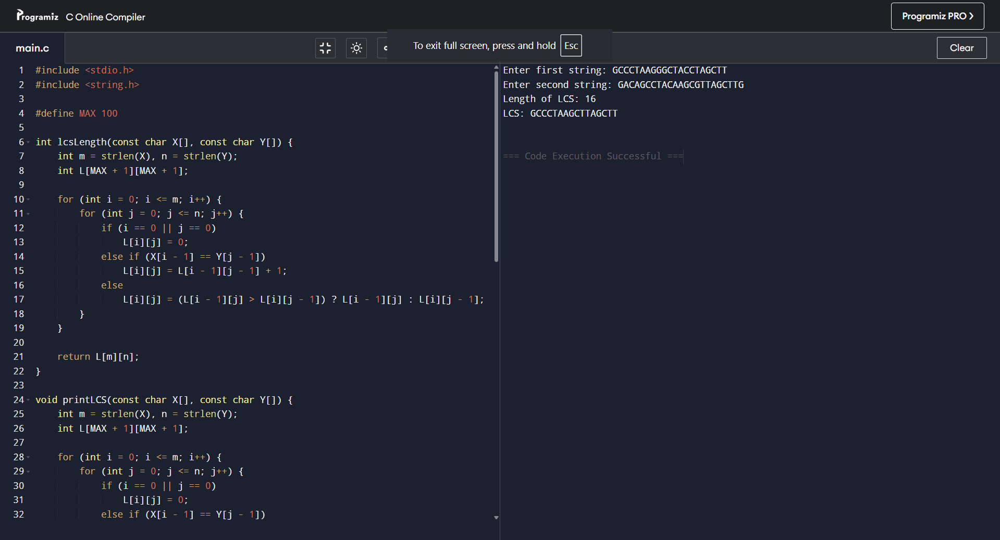 Programiz C Online Compiler
Programiz PRO ❯
main.c
To exit full screen, press and hold Esc
Clear
1 #include <stdio.h>
2 #include <string.h>
3
4 #define MAX 100
5
6 int lcsLength(const char X[], const char Y[]) {
7     int m = strlen(X), n = strlen(Y);
8     int L[MAX + 1][MAX + 1];
9
10     for (int i = 0; i <= m; i++) {
11         for (int j = 0; j <= n; j++) {
12             if (i == 0 || j == 0)
13                 L[i][j] = 0;
14             else if (X[i - 1] == Y[j - 1])
15                 L[i][j] = L[i - 1][j - 1] + 1;
16             else
17                 L[i][j] = (L[i - 1][j] > L[i][j - 1]) ? L[i - 1][j] : L[i][j - 1];
18         }
19     }
20
21     return L[m][n];
22 }
23
24 void printLCS(const char X[], const char Y[]) {
25     int m = strlen(X), n = strlen(Y);
26     int L[MAX + 1][MAX + 1];
27
28     for (int i = 0; i <= m; i++) {
29         for (int j = 0; j <= n; j++) {
30             if (i == 0 || j == 0)
31                 L[i][j] = 0;
32             else if (X[i - 1] == Y[j - 1])
Enter first string: GCCCTAAGGGCTACCTAGCTT
Enter second string: GACAGCCTACAAGCGTTAGCTTG
Length of LCS: 16
LCS: GCCCTAAGCTTAGCTT
=== Code Execution Successful ===